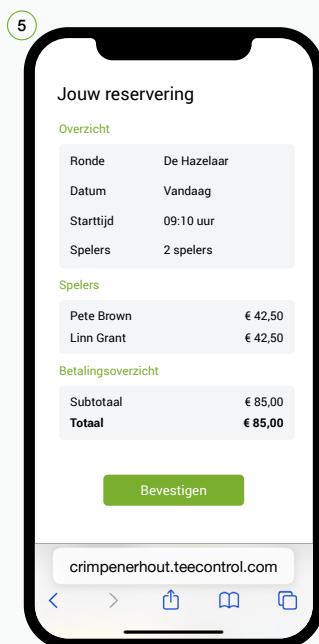 5
Jouw reservering
Overzicht
Ronde De Hazelaar
Datum Vandaag
Starttijd 09:10 uur
Spelers 2 spelers
Spelers
Pete Brown € 42,50
Linn Grant € 42,50
Betalingsoverzicht
Subtotaal € 85,00
Totaal € 85,00
Bevestigen
crimpenerhout.teecontrol.com